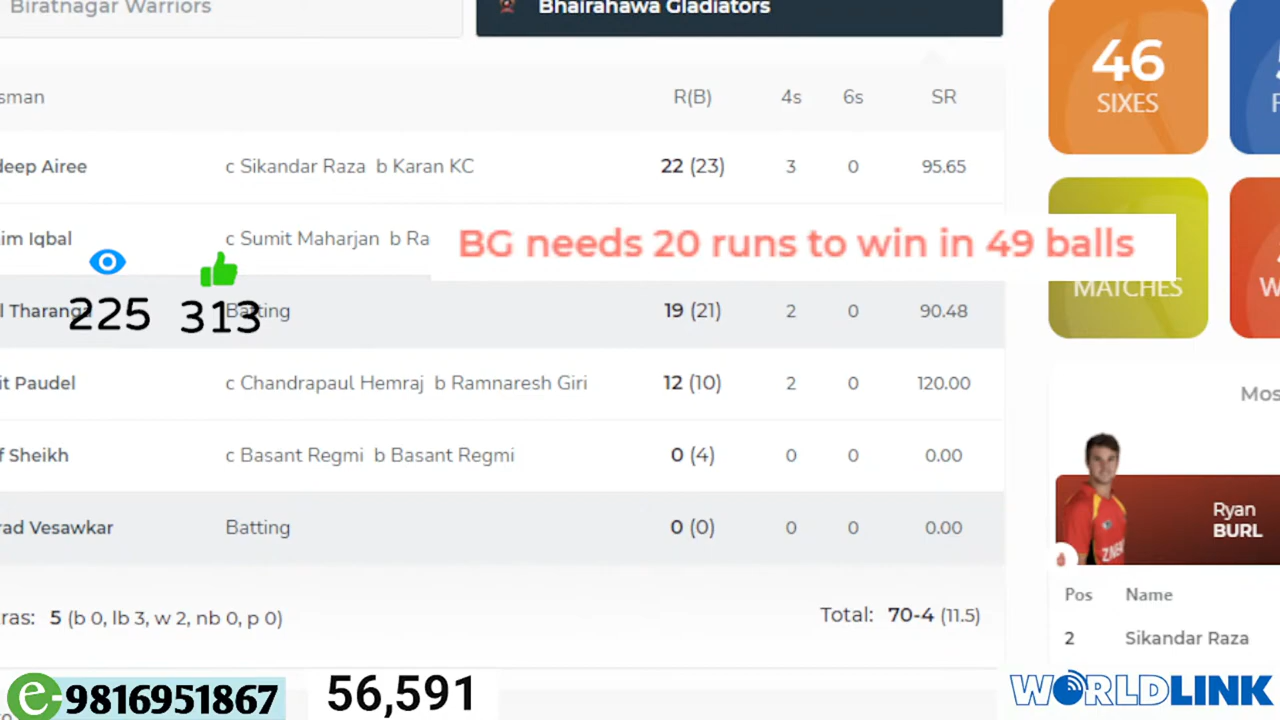 Biratnagar Warriors
Bhairahawa Gladiators
46
SIXES
sman R(B) 4s 6s SR
deep Airee c Sikandar Raza b Karan KC 22 (23) 3 0 95.65
im Iqbal c Sumit Maharjan b Ra
BG needs 20 runs to win in 49 balls
MATCHES
W
225 313
l Tharanga Batting 19 (21) 2 0 90.48
it Paudel c Chandrapaul Hemraj b Ramnaresh Giri 12 (10) 2 0 120.00
Mos
f Sheikh c Basant Regmi b Basant Regmi 0 (4) 0 0 0.00
rad Vesawkar Batting 0 (0) 0 0 0.00
Ryan
BURL
ZIMB
Pos Name
2 Sikandar Raza
ras: 5 (b 0, lb 3, w 2, nb 0, p 0) Total: 70-4 (11.5)
e-9816951867 56,591 WORLDLINK